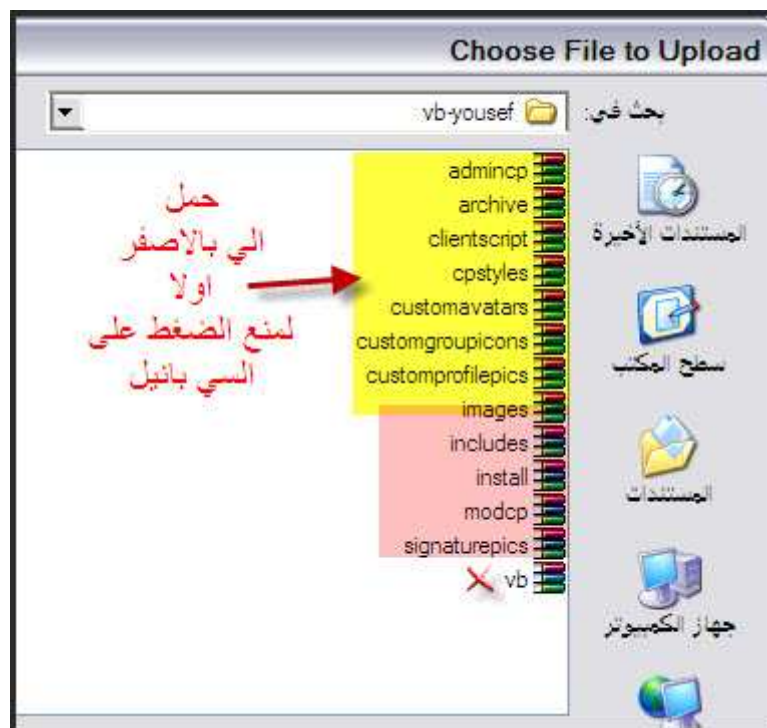 Choose File to Upload
بحث في:
vb-yousef
admincp
archive
clientscript
cpstyles
customavatars
customgroupicons
customprofilepics
images
includes
install
modcp
signaturepics
vb
حمل
الي بالاصفر
اولا
لمنع الضغط على
السي بانيل
المستندات الأخيرة
سطح المكتب
المستندات
جهاز الكمبيوتر